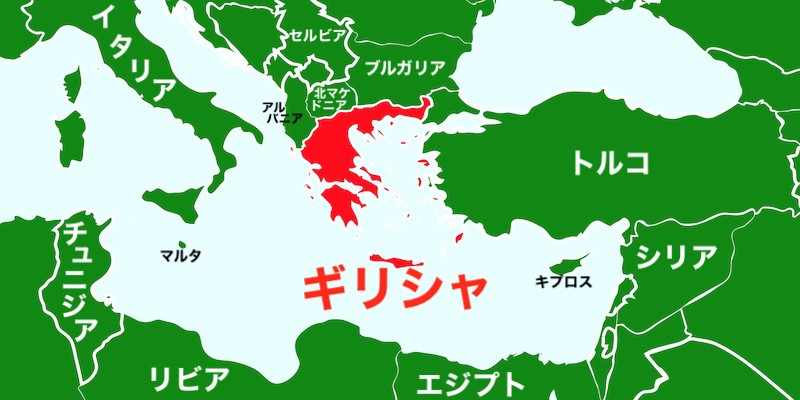 イタリア
セルビア
ブルガリア
北マケ
ドニア
アル
バニア
トルコ
チュニジア
マルタ
ギリシャ
キプロス
シリア
リビア
エジプト